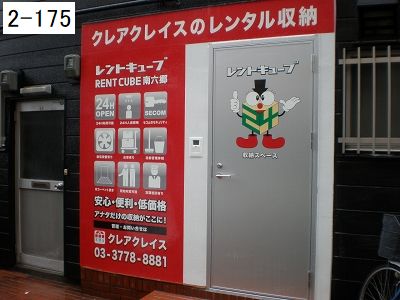 2-175
クレアクレイスのレンタル収納
レントキューブ
RENT CUBE 南六郷
24H
OPEN
SECOM
安心・便利・低価格
アナタだけの収納がここに!
クレアクレイス
03-3778-8881
レントキューブ
収納スペース